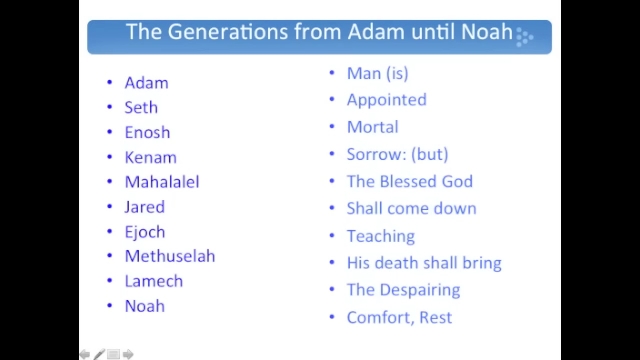 The Generations from Adam until Noah
• Adam
• Seth
• Enosh
• Kenam
• Mahalalel
• Jared
• Ejoch
• Methuselah
• Lamech
• Noah
• Man (is)
• Appointed
• Mortal
• Sorrow: (but)
• The Blessed God
• Shall come down
• Teaching
• His death shall bring
• The Despairing
• Comfort, Rest